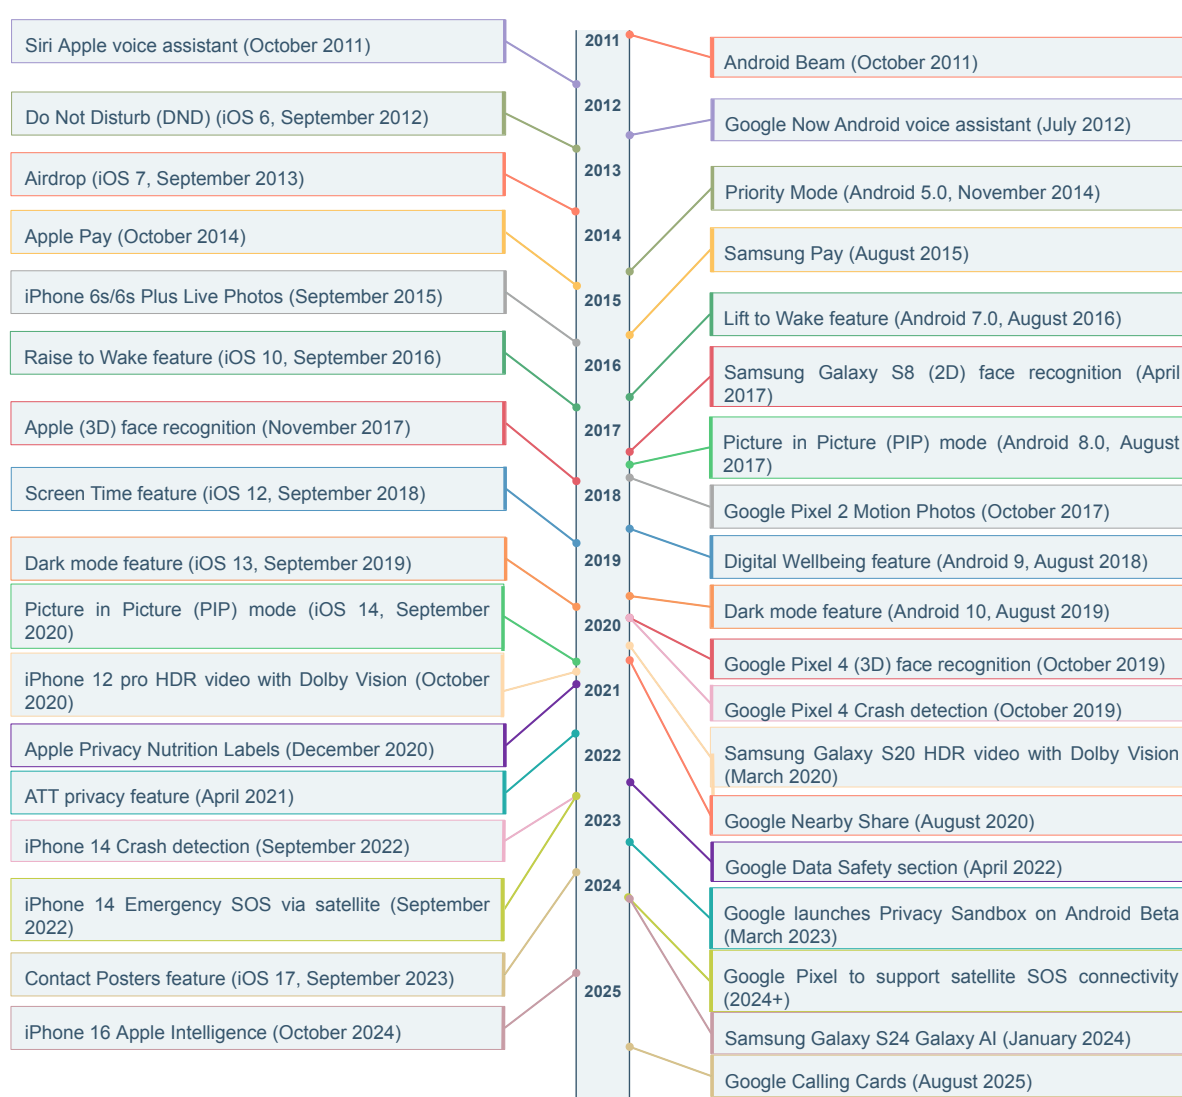 Siri Apple voice assistant (October 2011)
Do Not Disturb (DND) (iOS 6, September 2012)
Airdrop (iOS 7, September 2013)
Apple Pay (October 2014)
iPhone 6s/6s Plus Live Photos (September 2015)
Raise to Wake feature (iOS 10, September 2016)
Apple (3D) face recognition (November 2017)
Screen Time feature (iOS 12, September 2018)
Dark mode feature (iOS 13, September 2019)
Picture in Picture (PIP) mode (iOS 14, September
2020)
iPhone 12 pro HDR video with Dolby Vision (October
2020)
Apple Privacy Nutrition Labels (December 2020)
ATT privacy feature (April 2021)
iPhone 14 Crash detection (September 2022)
iPhone 14 Emergency SOS via satellite (September
2022)
Contact Posters feature (iOS 17, September 2023)
iPhone 16 Apple Intelligence (October 2024)
2011
2012
2013
2014
2015
2016
2017
2018
2019
2020
2021
2022
2023
2024
2025
Android Beam (October 2011)
Google Now Android voice assistant (July 2012)
Priority Mode (Android 5.0, November 2014)
Samsung Pay (August 2015)
Lift to Wake feature (Android 7.0, August 2016)
Samsung Galaxy S8 (2D) face recognition (April
2017)
Picture in Picture (PIP) mode (Android 8.0, August
2017)
Google Pixel 2 Motion Photos (October 2017)
Digital Wellbeing feature (Android 9, August 2018)
Dark mode feature (Android 10, August 2019)
Google Pixel 4 (3D) face recognition (October 2019)
Google Pixel 4 Crash detection (October 2019)
Samsung Galaxy S20 HDR video with Dolby Vision
(March 2020)
Google Nearby Share (August 2020)
Google Data Safety section (April 2022)
Google launches Privacy Sandbox on Android Beta
(March 2023)
Google Pixel to support satellite SOS connectivity
(2024+)
Samsung Galaxy S24 Galaxy AI (January 2024)
Google Calling Cards (August 2025)